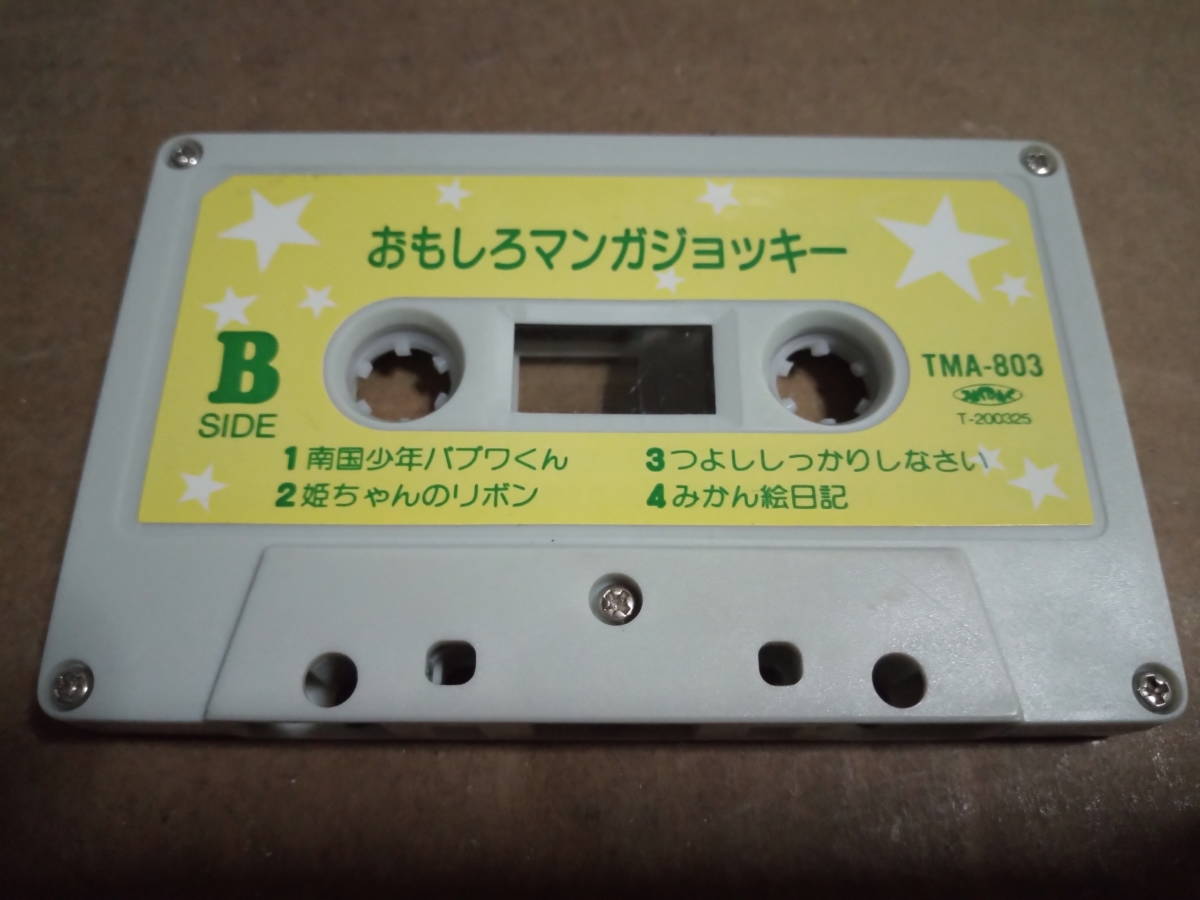 おもしろマンガジョッキー
B
SIDE
TMA-803
T-200325
1 南国少年パプワくん
2 姫ちゃんのリボン
3 つよししっかりしなさい
4 みかん絵日記